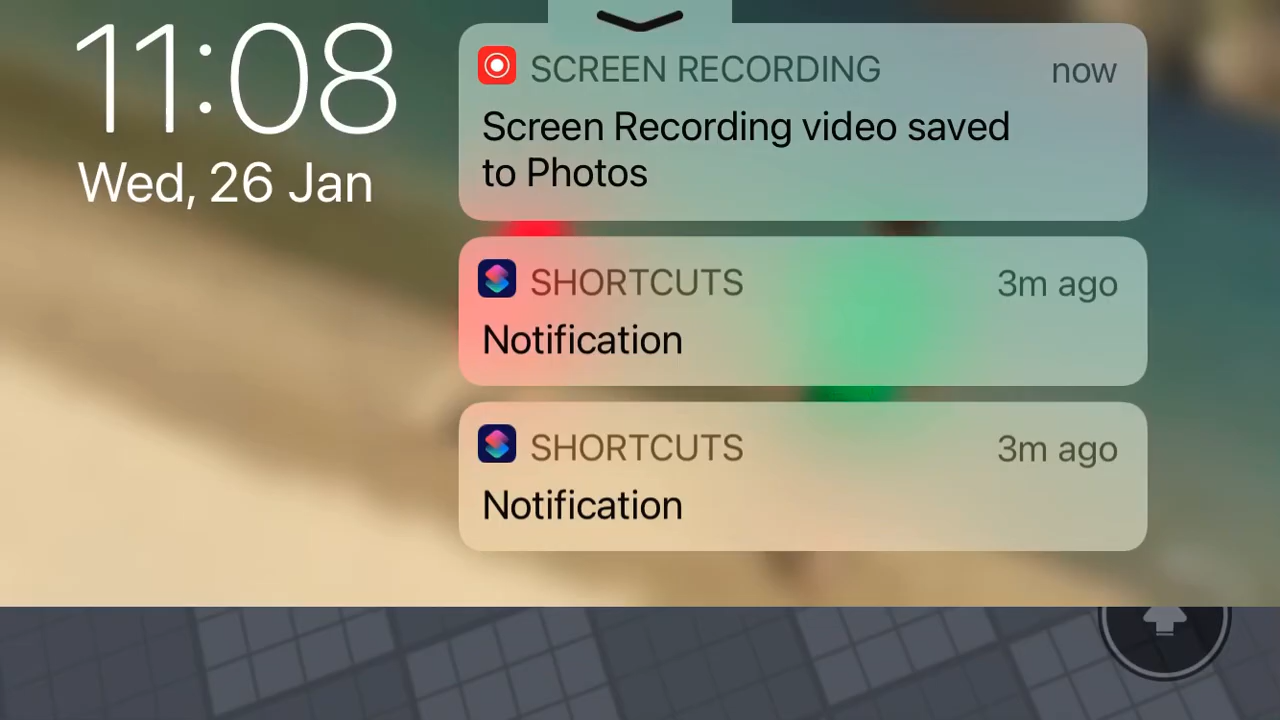 11:08
Wed, 26 Jan
SCREEN RECORDING
now
Screen Recording video saved
to Photos
SHORTCUTS
3m ago
Notification
SHORTCUTS
3m ago
Notification